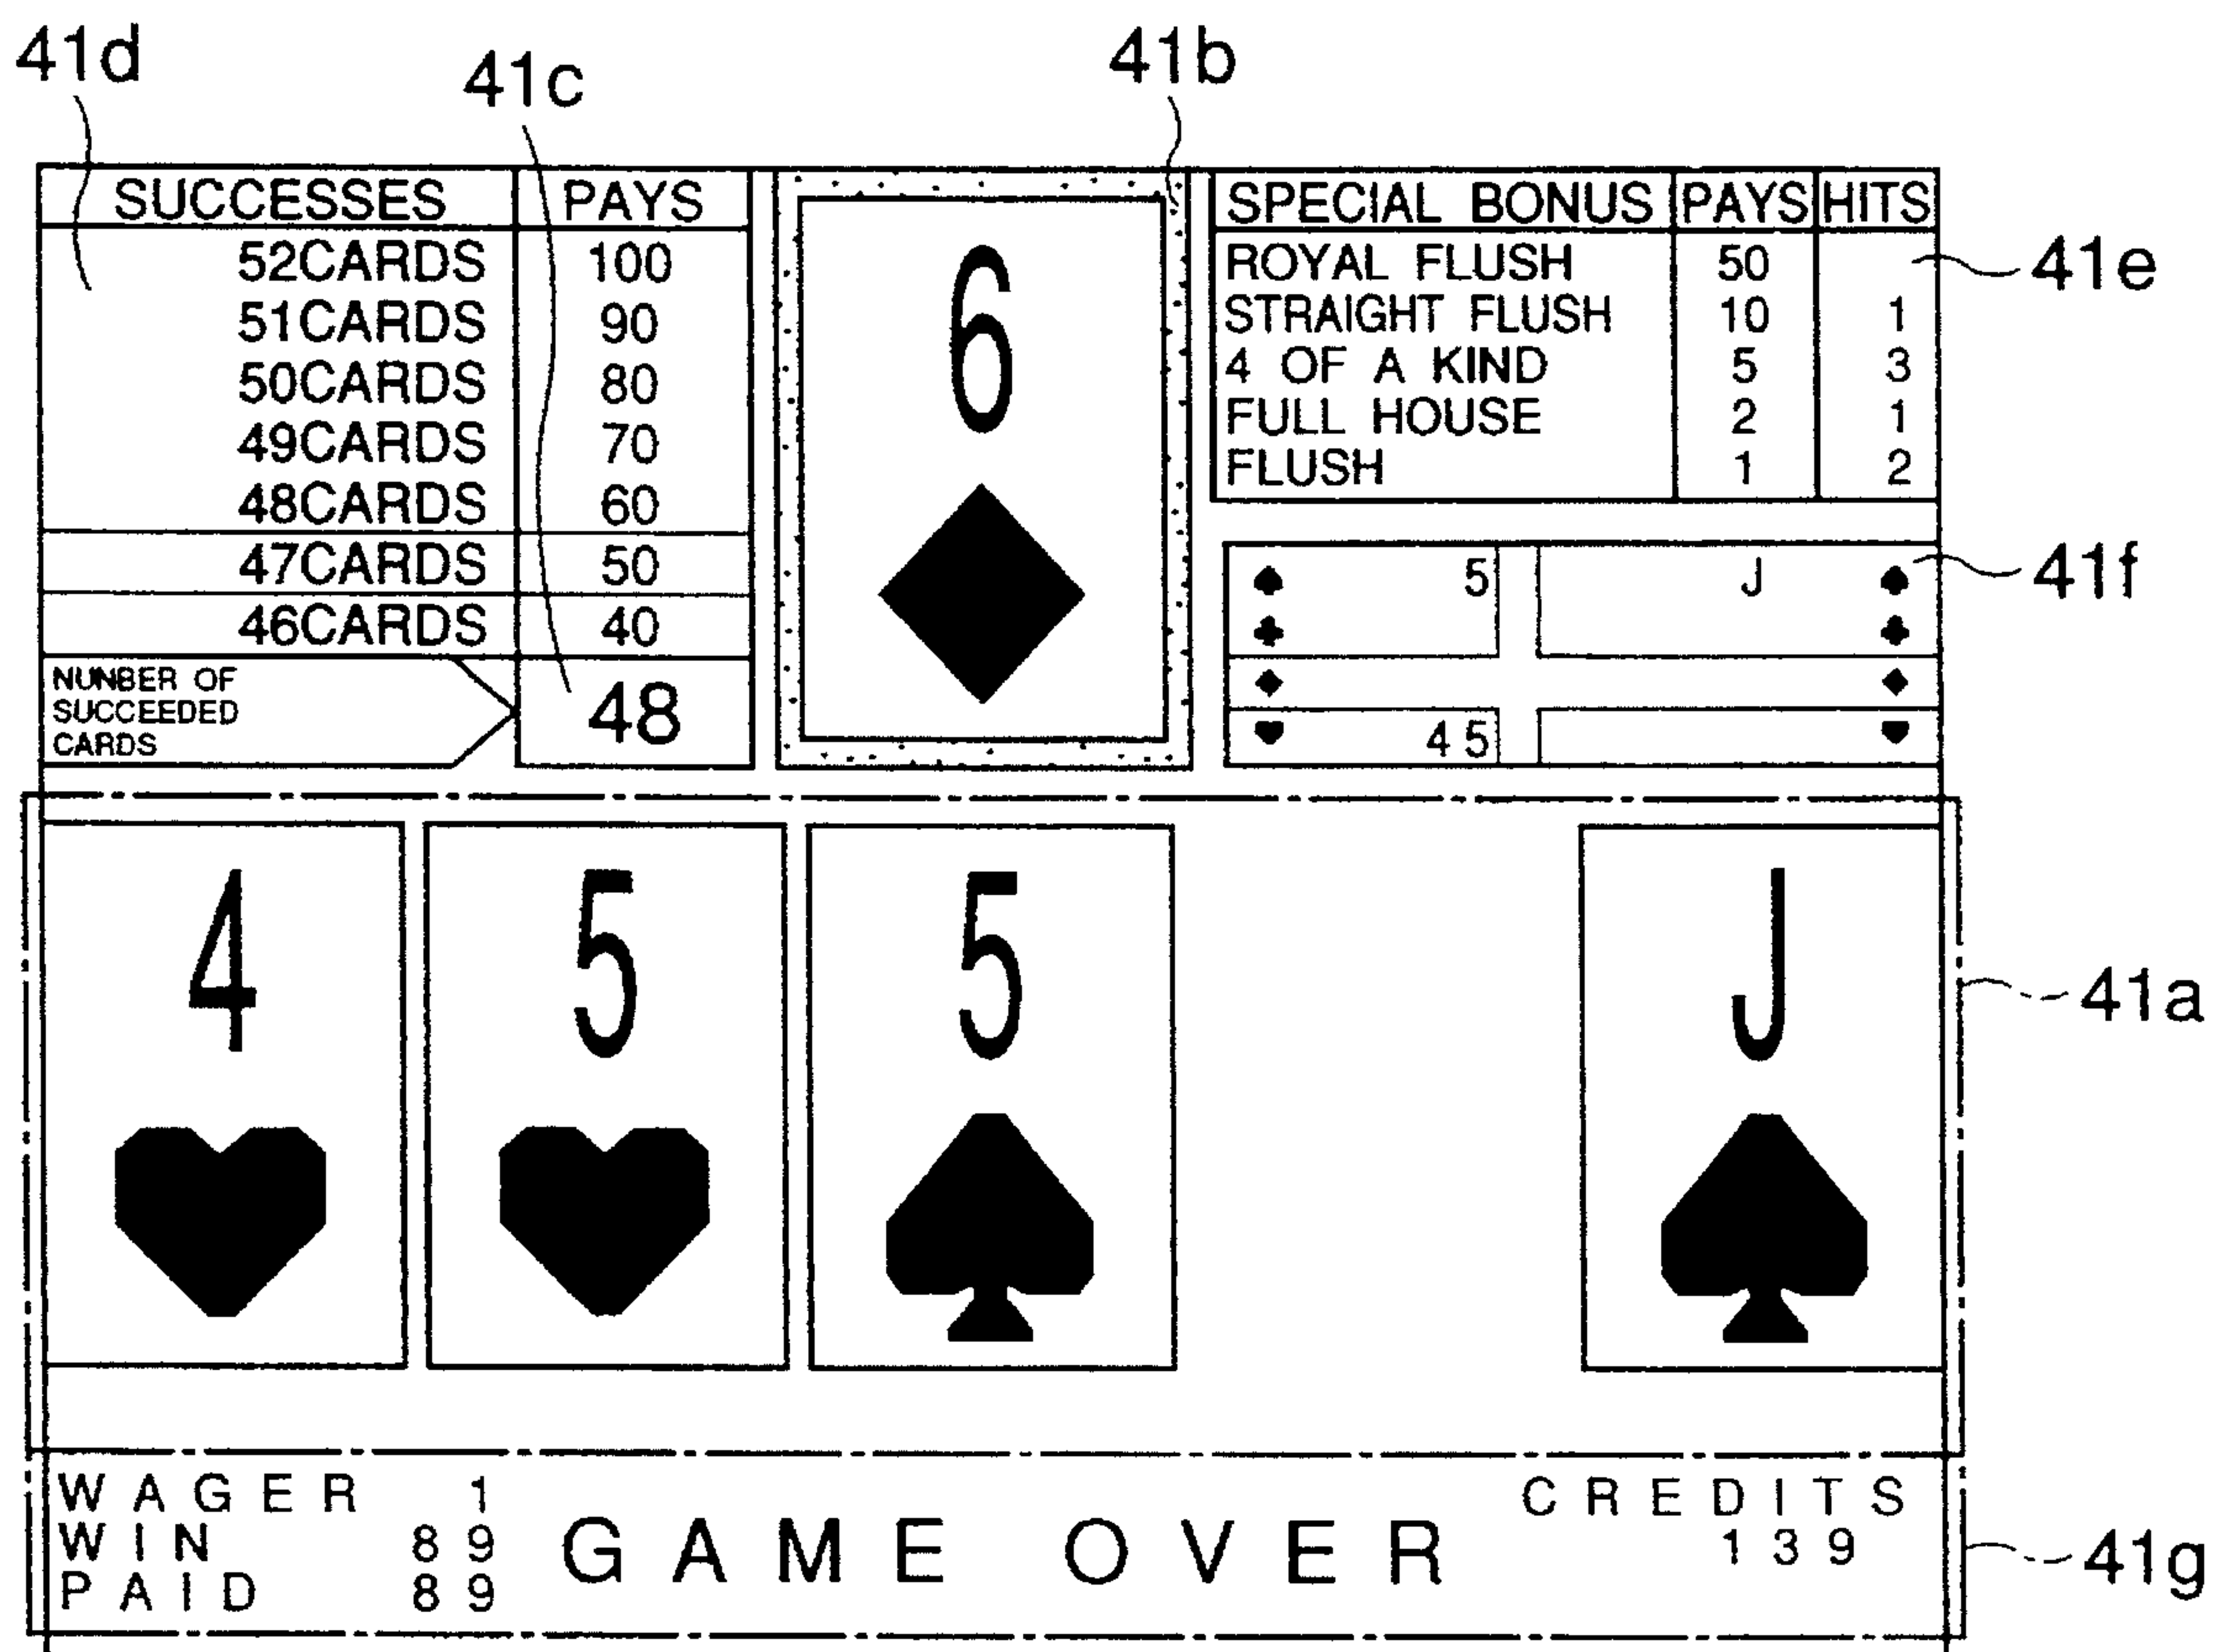 41d 41c 41b
SUCCESSES PAYS
52CARDS 100
51CARDS 90
50CARDS 80
49CARDS 70
48CARDS 60
47CARDS 50
46CARDS 40
NUNBER OF
SUCCEEDED
CARDS
48
6
SPECIAL BONUS PAYS HITS
ROYAL FLUSH 50
STRAIGHT FLUSH 10 1
4 OF A KIND 5 3
FULL HOUSE 2 1
FLUSH 1 2
41e
5 J
41f
4 5
4 5 5 J
41a
WAGER 1
WIN 89
PAID 89
GAME OVER
CREDITS
139
41g